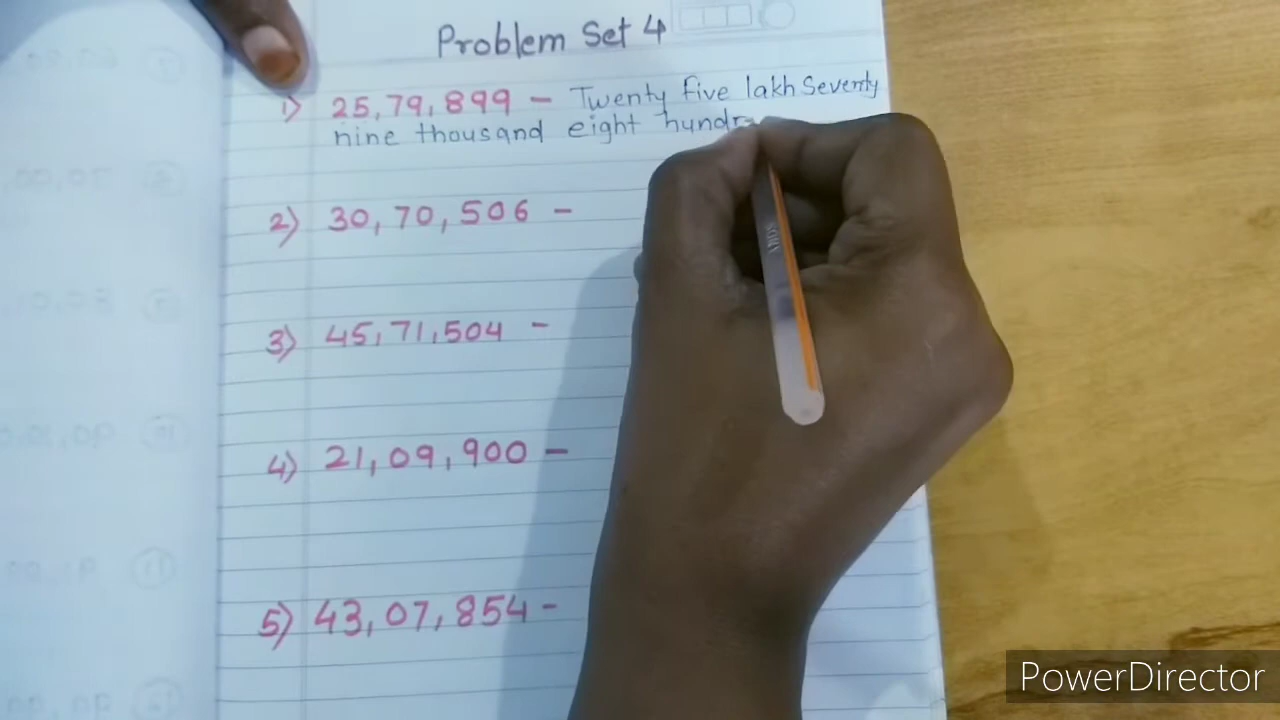 Problem Set 4
1) 25,79,899 - Twenty five lakh Seventy
nine thousand eight hundr
2) 30,70,506 -
3) 45,71,504 -
4) 21,09,900 -
5) 43,07,854 -
PowerDirector